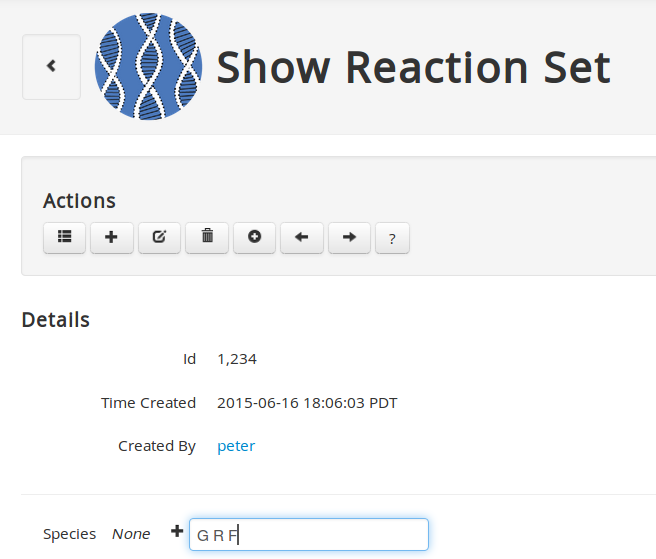 Show Reaction Set
Actions
?
Details
Id 1,234
Time Created 2015-06-16 18:06:03 PDT
Created By peter
Species None G R F